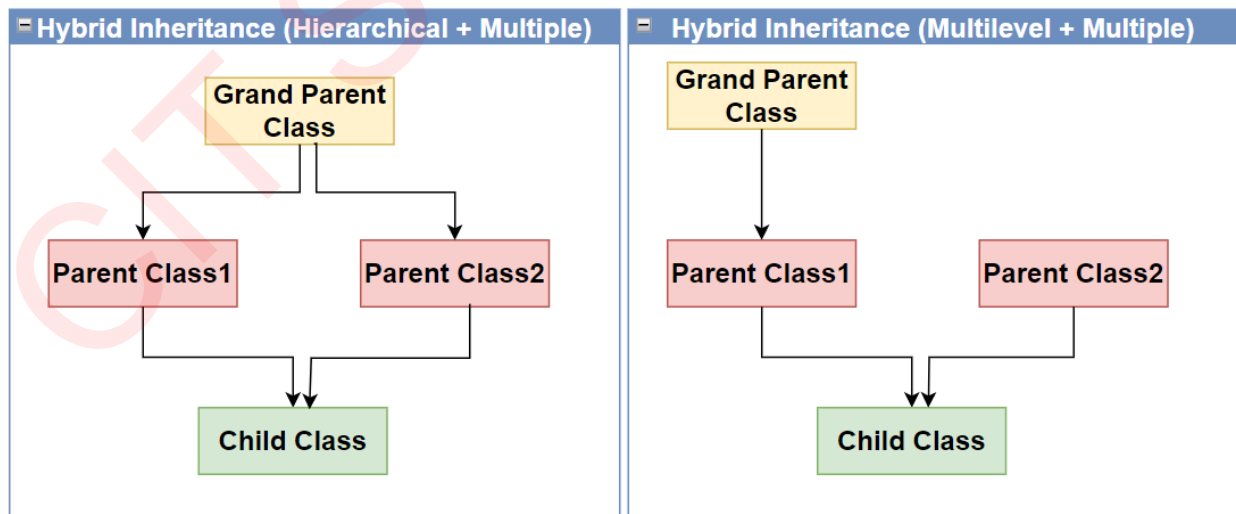 Hybrid Inheritance (Hierarchical + Multiple)
Grand Parent
Class
Parent Class1
Parent Class2
Child Class
Hybrid Inheritance (Multilevel + Multiple)
Grand Parent
Class
Parent Class1
Parent Class2
Child Class
CIT S